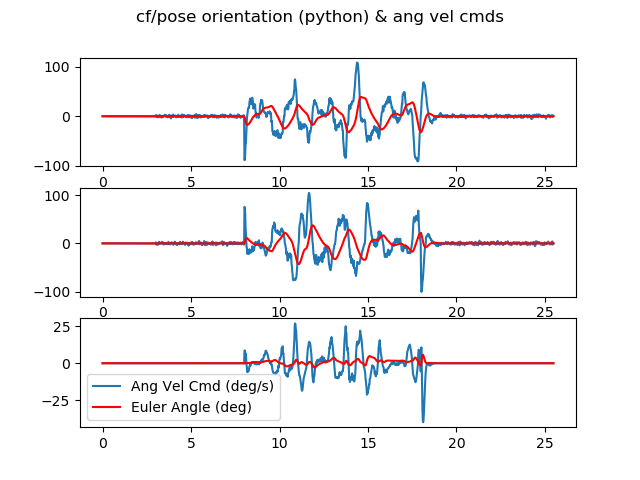 cf/pose orientation (python) & ang vel cmds
100
0
−100
0 5 10 15 20 25
100
0
−100
0 5 10 15 20 25
25
0
−25
Ang Vel Cmd (deg/s)
Euler Angle (deg)
0 5 10 15 20 25